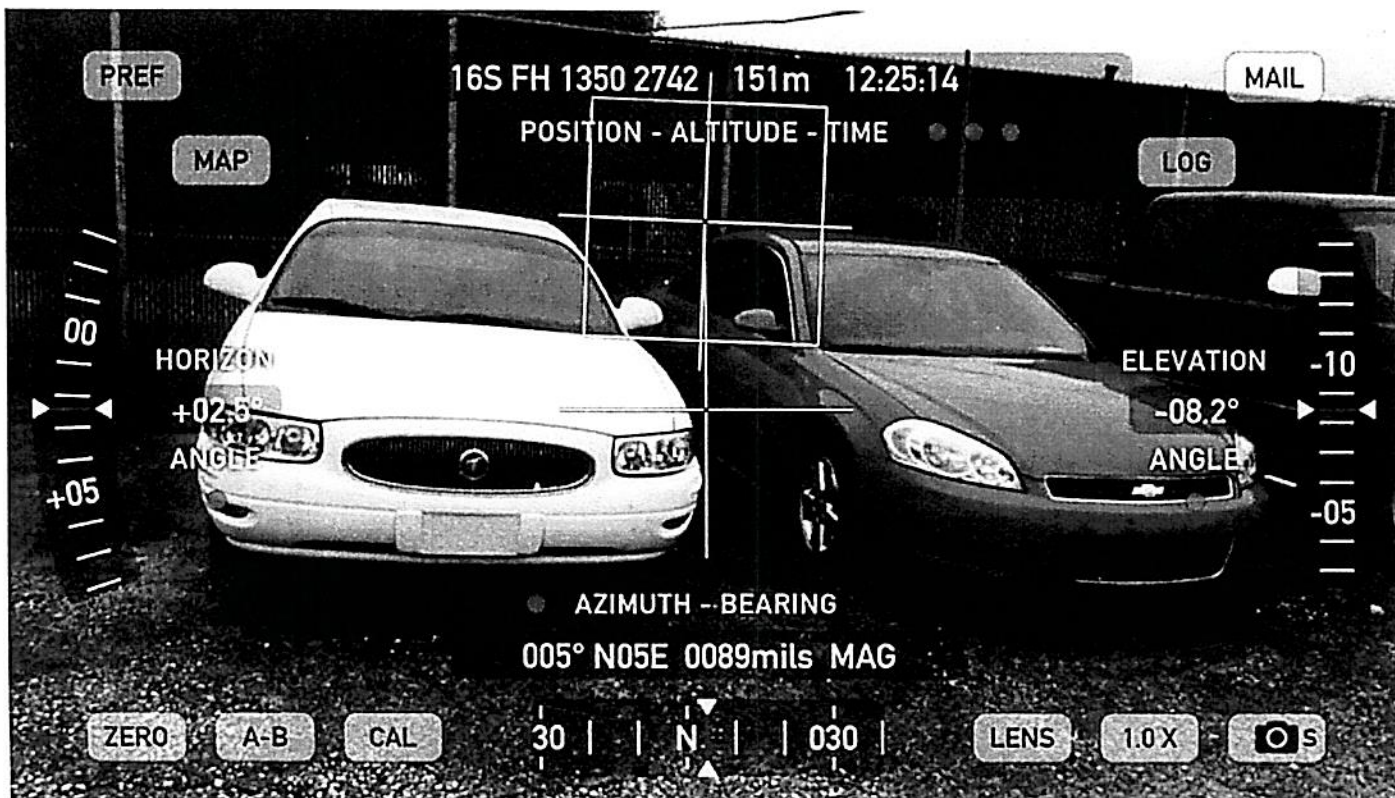 PREF
16S FH 1350 2742 151m 12:25:14
MAIL
POSITION - ALTITUDE - TIME
MAP
LOG
00
HORIZON
ELEVATION
-10
+02.5°
-08.2°
ANGLE
ANGLE
+05
-05
AZIMUTH - BEARING
005° N05E 0089mils MAG
ZERO
A-B
CAL
30 N 030
LENS
1.0 X
S